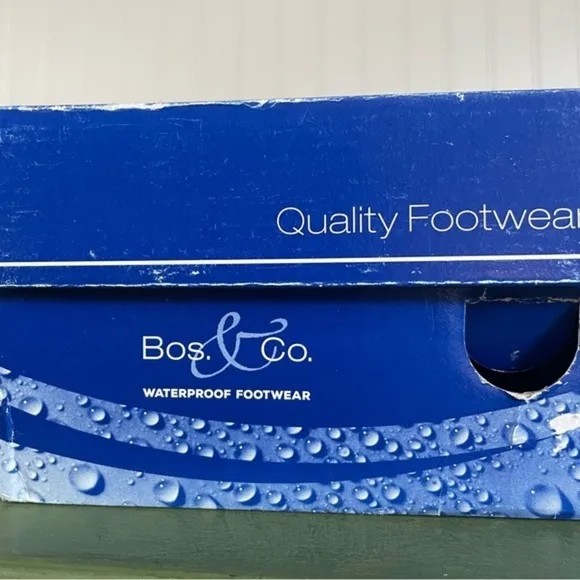 Quality Footwear
Bos. & Co.
WATERPROOF FOOTWEAR